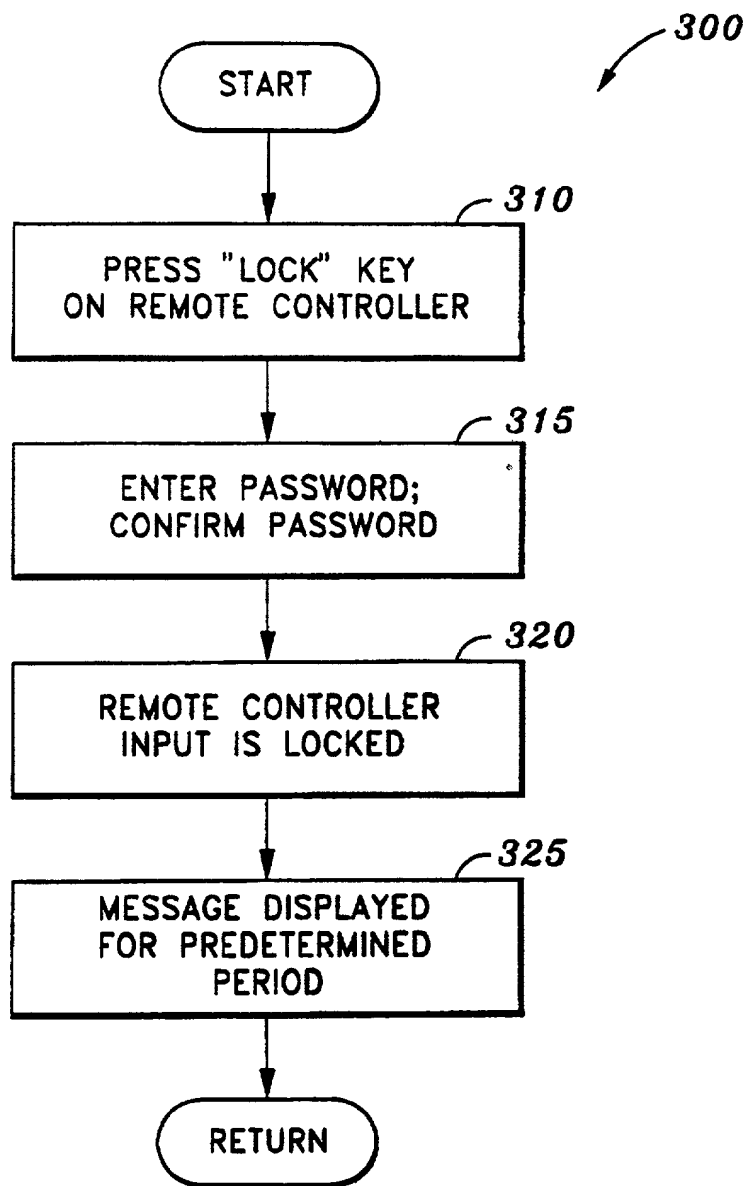 300
START
310
PRESS "LOCK" KEY
ON REMOTE CONTROLLER
315
ENTER PASSWORD;
CONFIRM PASSWORD
320
REMOTE CONTROLLER
INPUT IS LOCKED
325
MESSAGE DISPLAYED
FOR PREDETERMINED
PERIOD
RETURN